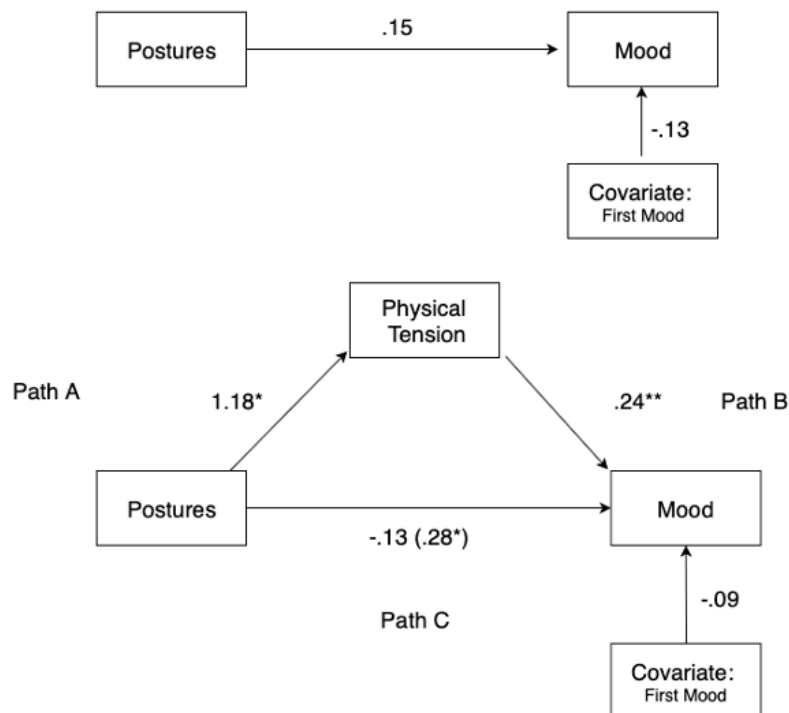 Postures
.15
Mood
-.13
Covariate:
First Mood
Physical
Tension
Path A
1.18*
.24**
Path B
Postures
Mood
-.13 (.28*)
-.09
Path C
Covariate:
First Mood